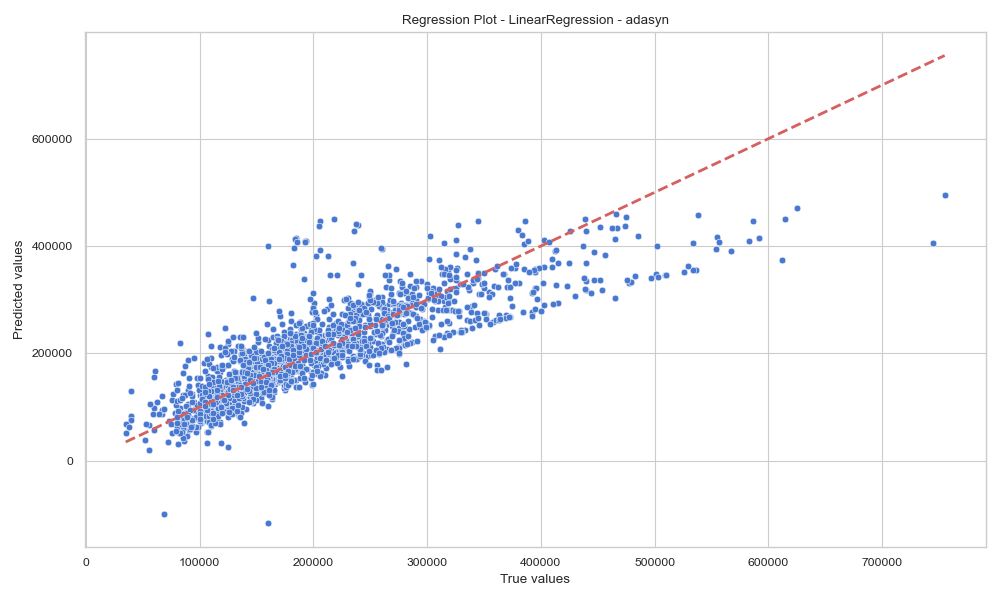 Regression Plot - LinearRegression - adasyn
Predicted values
600000
400000
200000
0
0 100000 200000 300000 400000 500000 600000 700000
True values